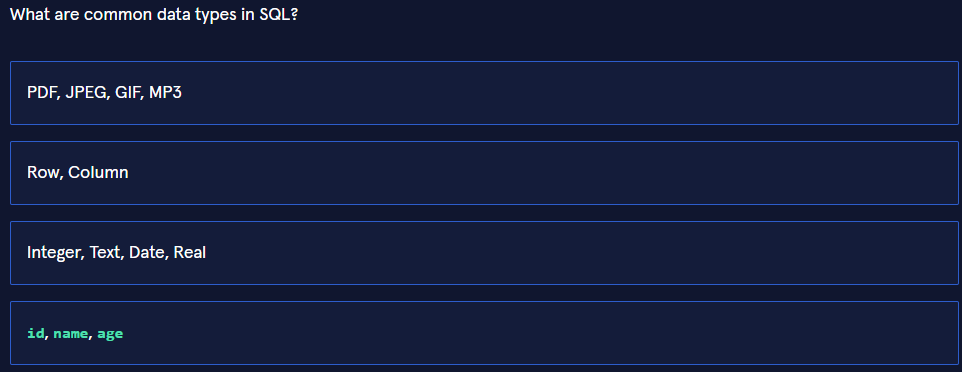 What are common data types in SQL?
PDF, JPEG, GIF, MP3
Row, Column
Integer, Text, Date, Real
id, name, age